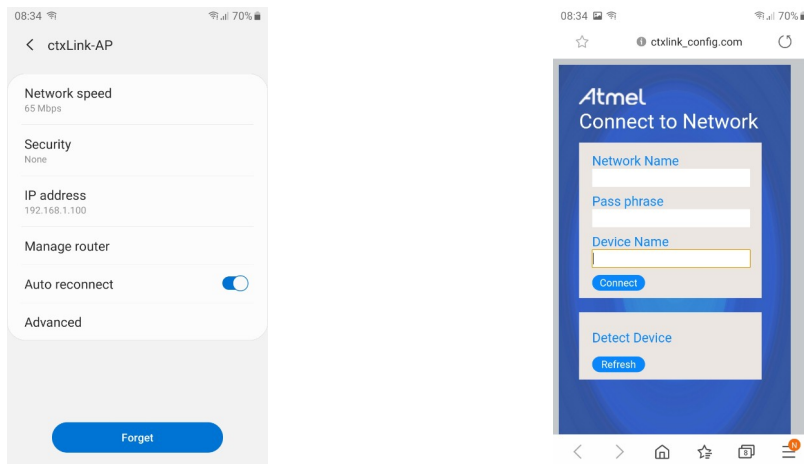 08:34 70%
ctxLink-AP
Network speed
65 Mbps
Security
None
IP address
192.168.1.100
Manage router
Auto reconnect
Advanced
Forget
08:34 70%
ctxlink_config.com
Atmel
Connect to Network
Network Name
Pass phrase
Device Name
Connect
Detect Device
Refresh
8
N